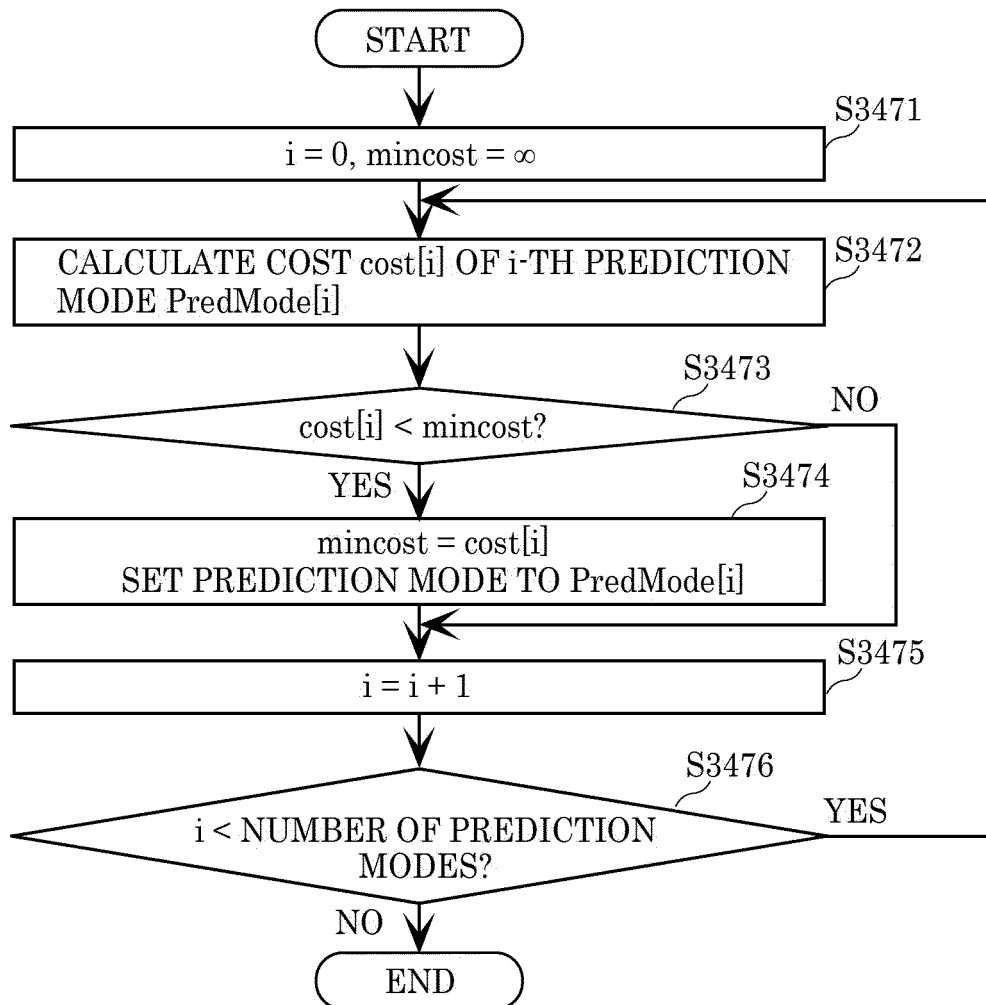 START
S3471
i = 0, mincost = ∞
S3472
CALCULATE COST cost[i] OF i-TH PREDICTION
MODE PredMode[i]
S3473
cost[i] < mincost?
NO
YES
S3474
mincost = cost[i]
SET PREDICTION MODE TO PredMode[i]
S3475
i = i + 1
S3476
i < NUMBER OF PREDICTION
MODES?
YES
NO
END